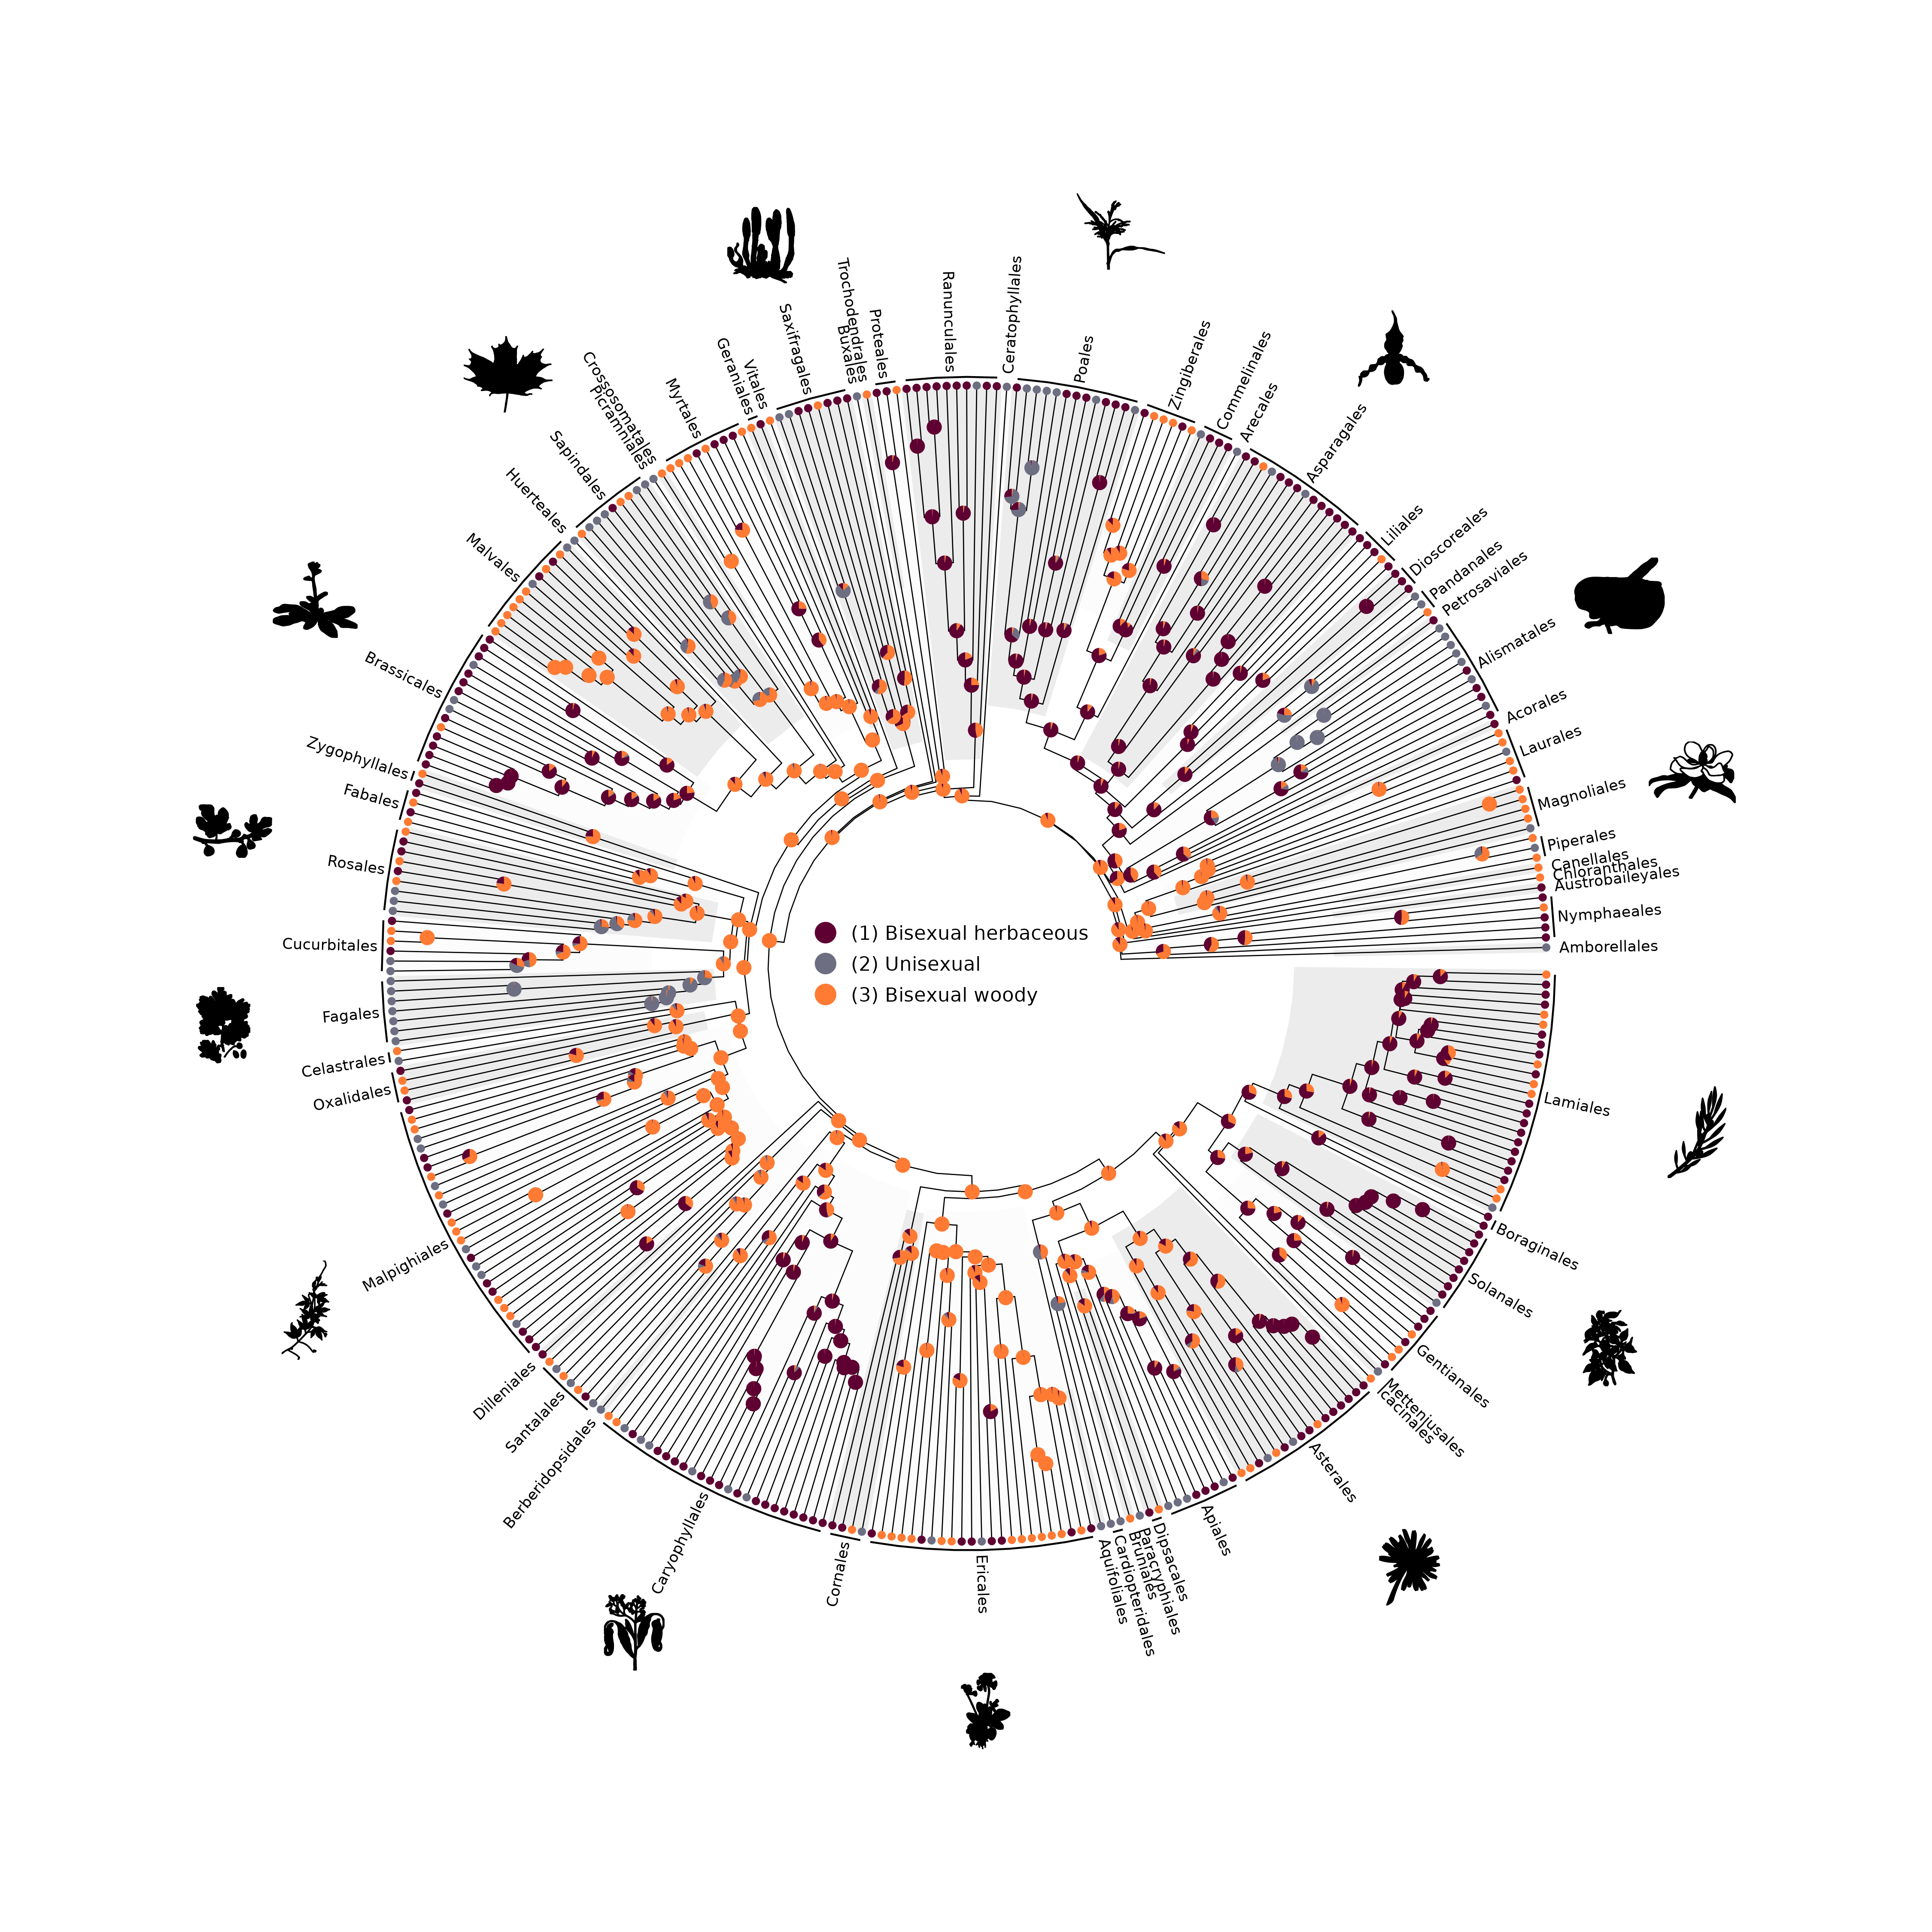 Ceratophyllales
Poales
Zingiberales
Commelinales
Arecales
Asparagales
Liliales
Dioscoreales
Pandanales
Petrosaviales
Alismatales
Acorales
Laurales
Magnoliales
Piperales
Canellales
Chloranthales
Austrobaileyales
Nymphaeales
Amborellales
Lamiales
Boraginales
Solanales
Gentianales
Metteniusales
Icacinales
Asterales
Apiales
Dipsacales
Paracryphiales
Bruniales
Cardiopteridales
Aquifoliales
Ericales
Cornales
Caryophyllales
Berberidopsidales
Santalales
Dilleniales
Malpighiales
Oxalidales
Celastrales
Fagales
Cucurbitales
Rosales
Fabales
Zygophyllales
Brassicales
Malvales
Huerteales
Sapindales
Picramniales
Crossosomatales
Myrtales
Geraniales
Vitales
Saxifragales
Buxales
Trochodendrales
Proteales
Ranunculales
(1) Bisexual herbaceous
(2) Unisexual
(3) Bisexual woody